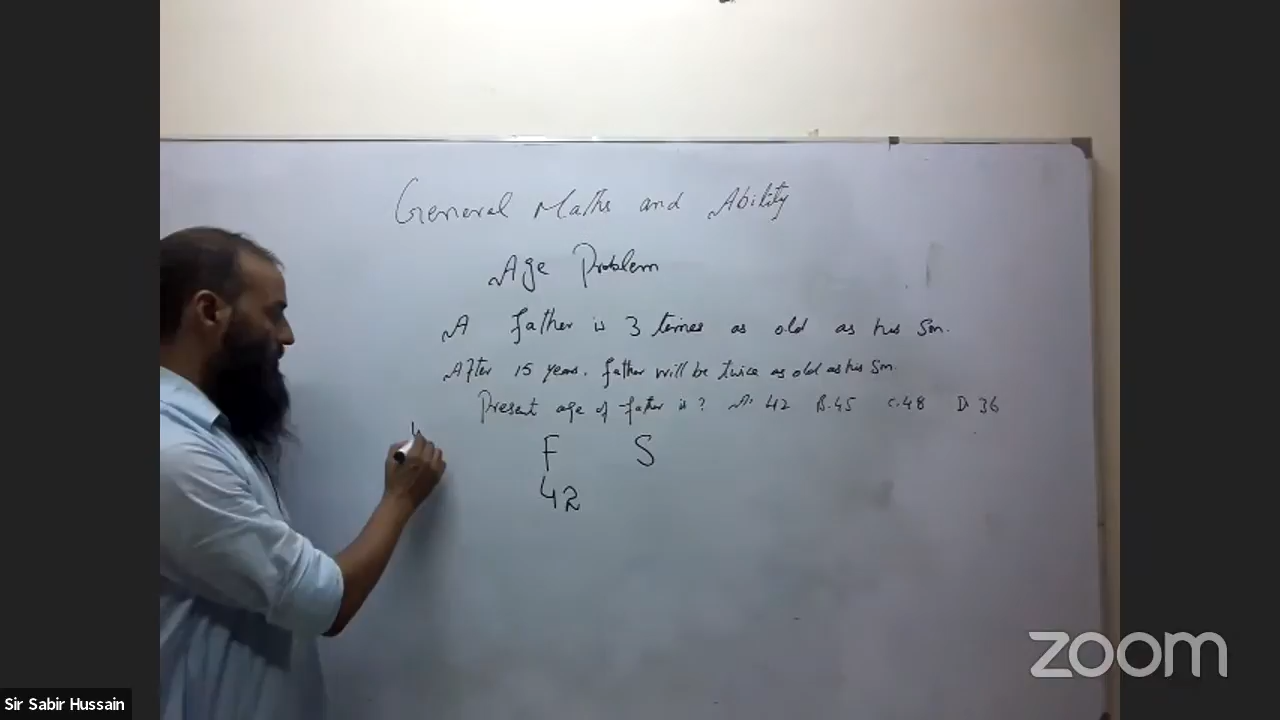 General Maths and Ability
Age Problem
A father is 3 times as old as his Son.
After 15 years. father will be twice as old as his Son.
Present age of father is? A. 42 B. 45 C. 48 D. 36
F S
42
zoom
Sir Sabir Hussain